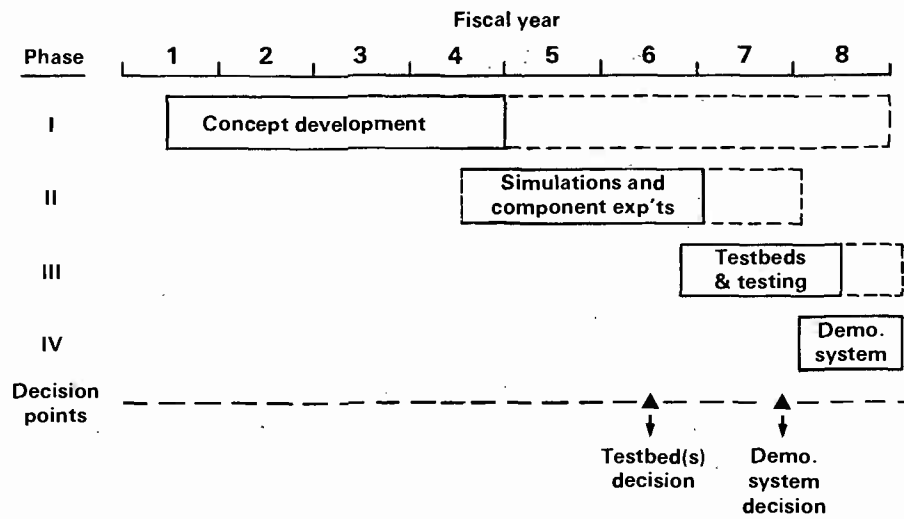 Fiscal year
Phase 1 2 3 4 5 6 7 8
I Concept development
II Simulations and
component exp'ts
III Testbeds
& testing
IV Demo.
system
Decision
points
Testbed(s)
decision
Demo.
system
decision